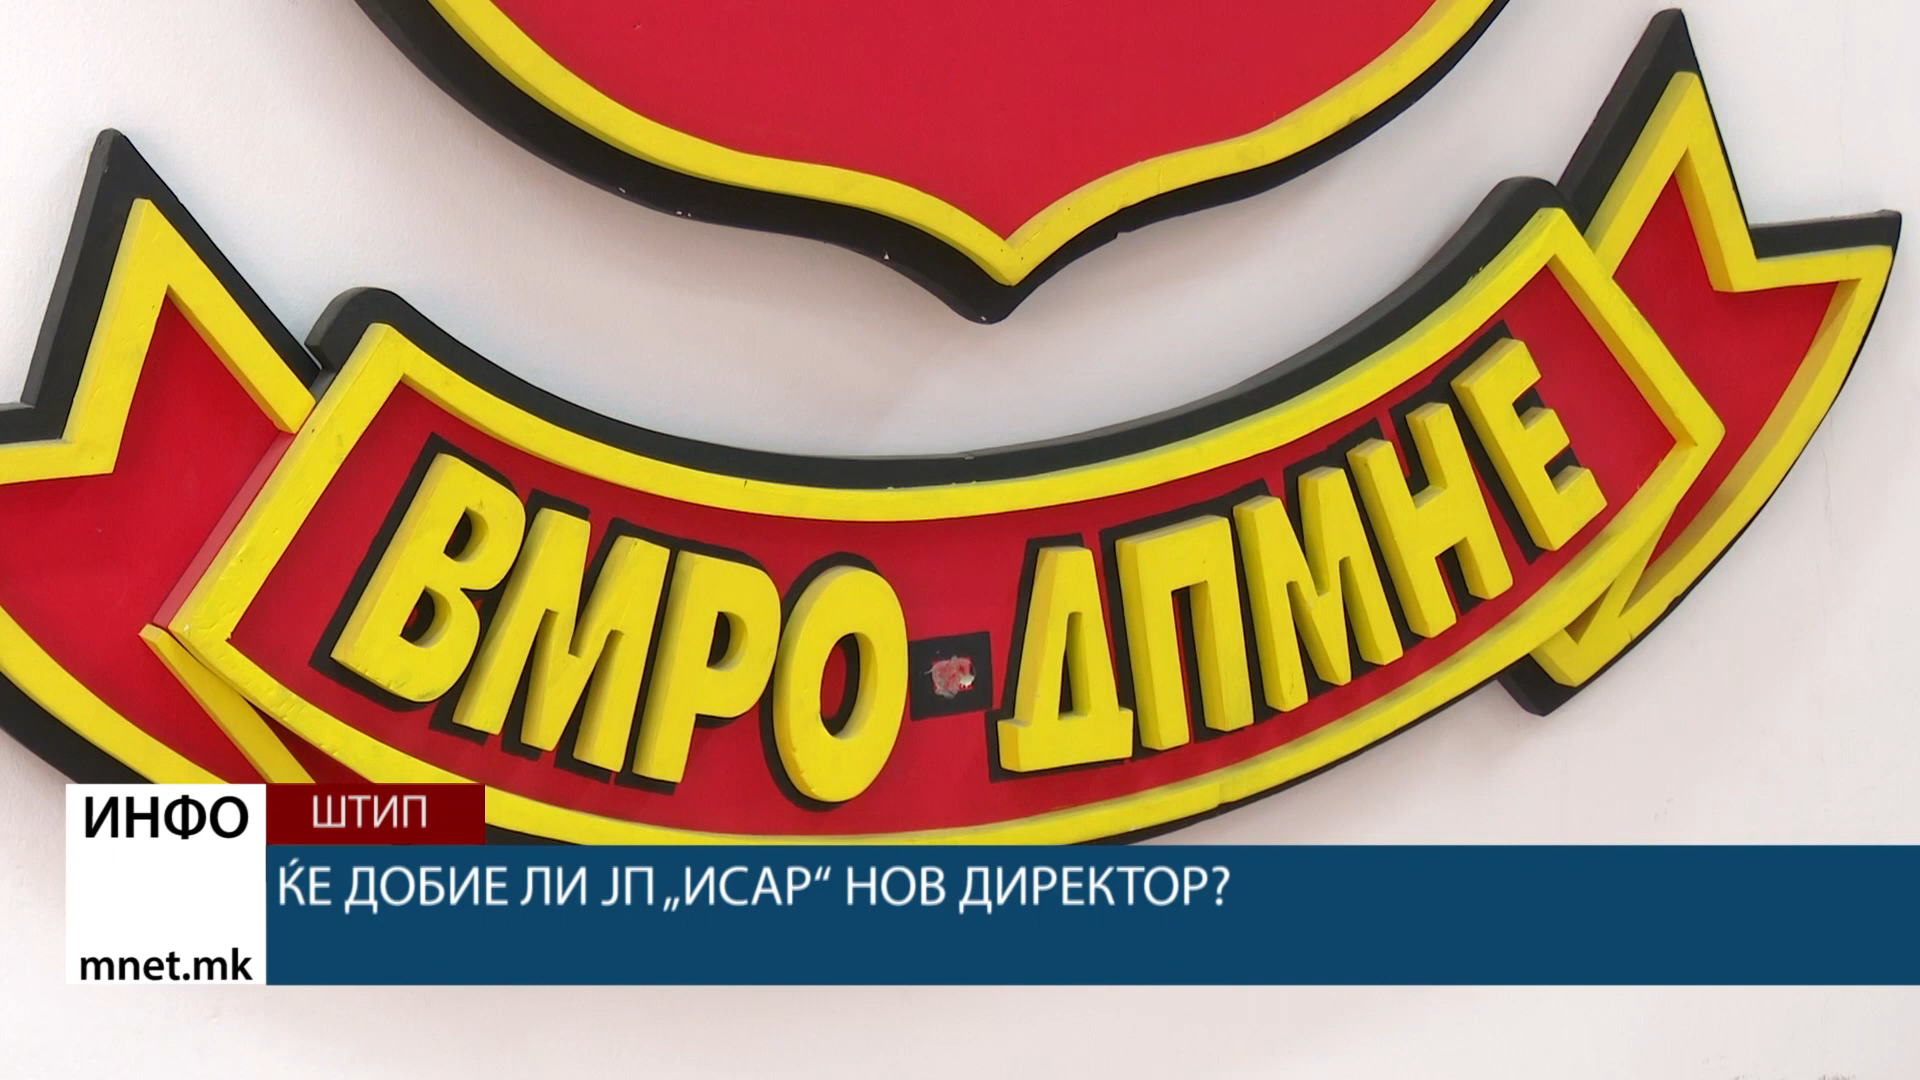 ВМРО-ДПМНЕ
ИНФО
ШТИП
ЌЕ ДОБИЕ ЛИ ЈП „ИСАР“ НОВ ДИРЕКТОР?
mnet.mk